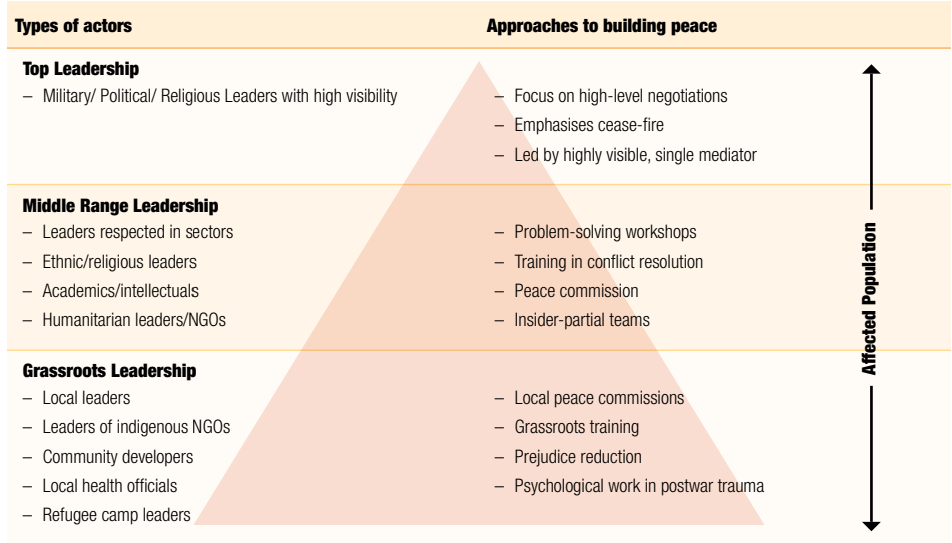 Types of actors
Approaches to building peace
Top Leadership
– Military/ Political/ Religious Leaders with high visibility
– Focus on high-level negotiations
– Emphasises cease-fire
– Led by highly visible, single mediator
Middle Range Leadership
– Leaders respected in sectors
– Ethnic/religious leaders
– Academics/intellectuals
– Humanitarian leaders/NGOs
– Problem-solving workshops
– Training in conflict resolution
– Peace commission
– Insider-partial teams
Grassroots Leadership
– Local leaders
– Leaders of indigenous NGOs
– Community developers
– Local health officials
– Refugee camp leaders
– Local peace commissions
– Grassroots training
– Prejudice reduction
– Psychological work in postwar trauma
Affected Population